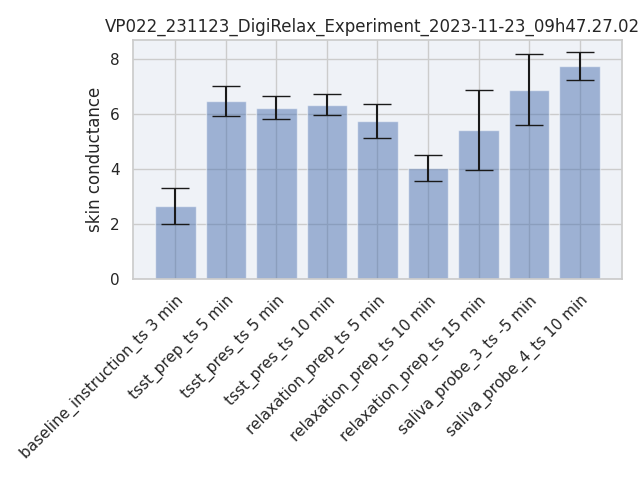 VP022_231123_DigiRelax_Experiment_2023-11-23_09h47.27.02
skin conductance
8
6
4
2
0
baseline_instruction_ts 3 min
tsst_prep_ts 5 min
tsst_pres_ts 5 min
tsst_pres_ts 10 min
relaxation_prep_ts 5 min
relaxation_prep_ts 10 min
relaxation_prep_ts 15 min
saliva_probe_3_ts -5 min
saliva_probe_4_ts 10 min